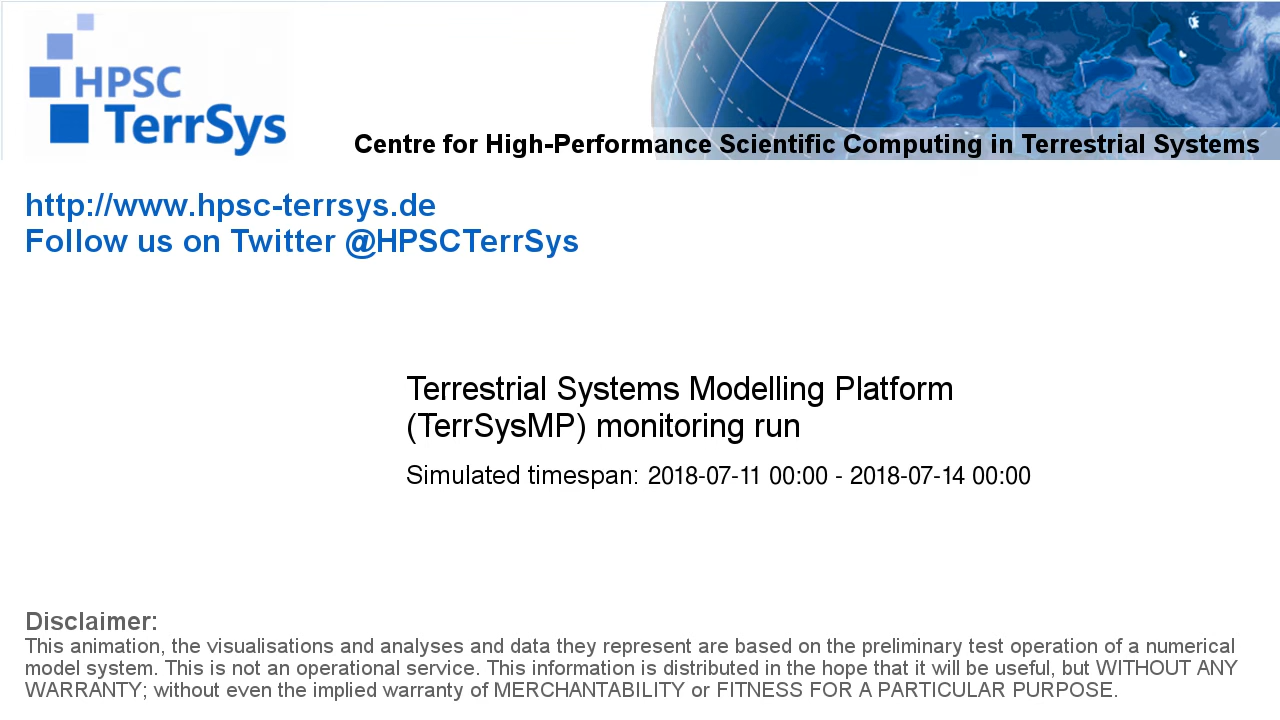 HPSC
TerrSys
Centre for High-Performance Scientific Computing in Terrestrial Systems
http://www.hpsc-terrsys.de
Follow us on Twitter @HPSCTerrSys
Terrestrial Systems Modelling Platform
(TerrSysMP) monitoring run
Simulated timespan: 2018-07-11 00:00 - 2018-07-14 00:00
Disclaimer:
This animation, the visualisations and analyses and data they represent are based on the preliminary test operation of a numerical
model system. This is not an operational service. This information is distributed in the hope that it will be useful, but WITHOUT ANY
WARRANTY; without even the implied warranty of MERCHANTABILITY or FITNESS FOR A PARTICULAR PURPOSE.